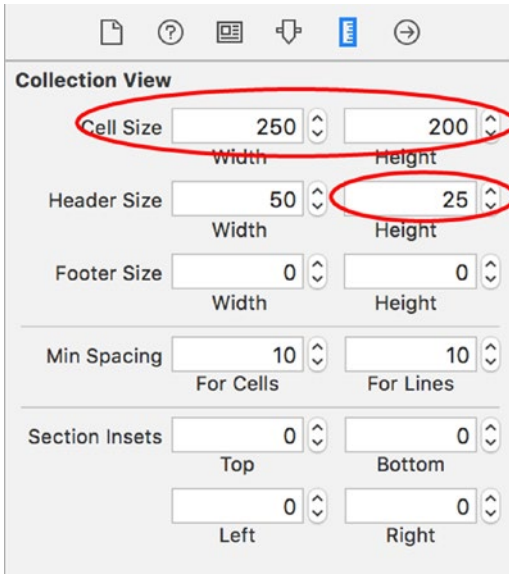 Collection View
Cell Size 250 200
Width Height
Header Size 50 25
Width Height
Footer Size 0 0
Width Height
Min Spacing 10 10
For Cells For Lines
Section Insets 0 0
Top Bottom
0 0
Left Right